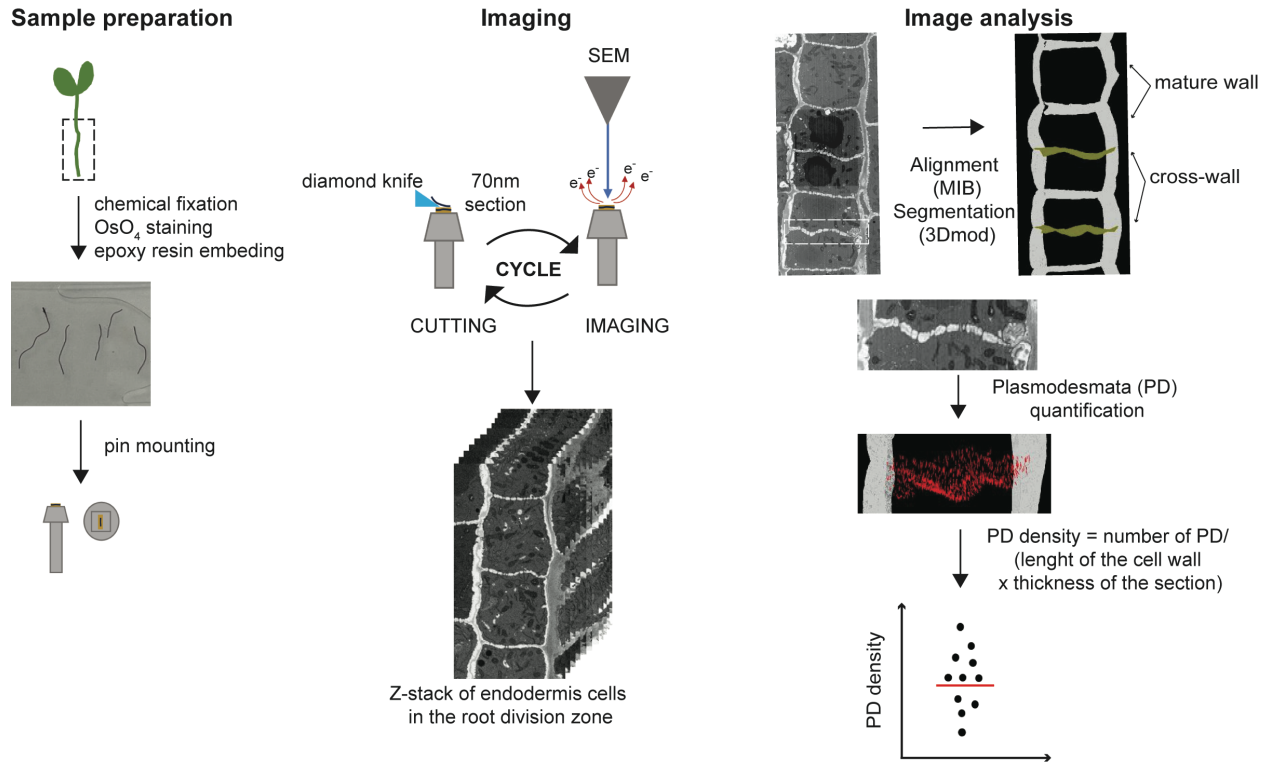 Sample preparation
chemical fixation
OsO4 staining
epoxy resin embeding
pin mounting
Imaging
SEM
diamond knife
70nm
section
e-
e-
e-
e-
CYCLE
CUTTING
IMAGING
Z-stack of endodermis cells
in the root division zone
Image analysis
Alignment
(MIB)
Segmentation
(3Dmod)
mature wall
cross-wall
Plasmodesmata (PD)
quantification
PD density = number of PD/
(lenght of the cell wall
x thickness of the section)
PD density